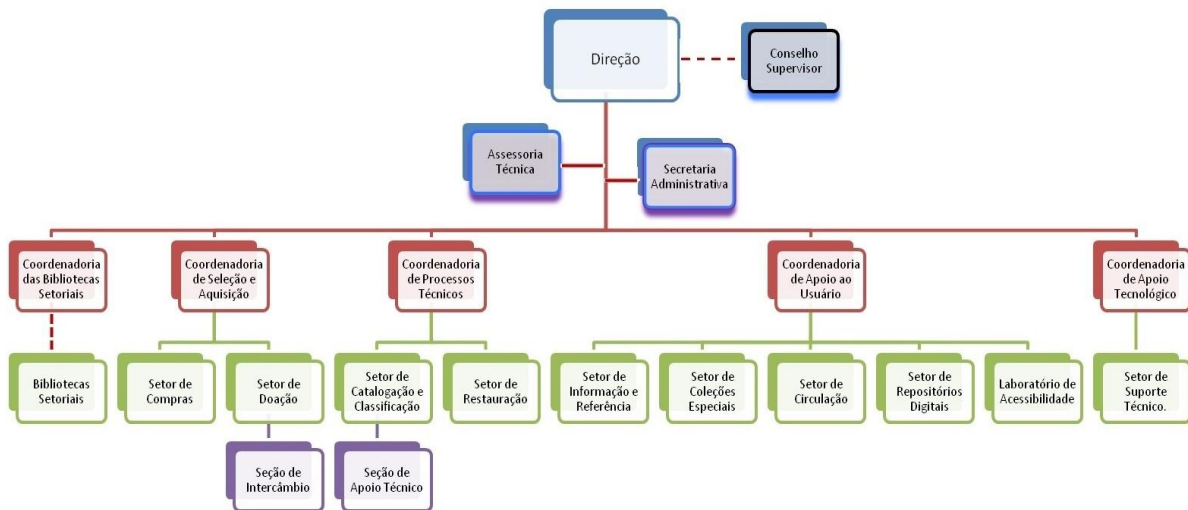 Direção
Conselho
Supervisor
Assessoria
Técnica
Secretaria
Administrativa
Coordenadoria
das Bibliotecas
Setoriais
Coordenadoria
de Seleção e
Aquisição
Coordenadoria
de Processos
Técnicos
Coordenadoria
de Apoio ao
Usuário
Coordenadoria
de Apoio
Tecnológico
Bibliotecas
Setoriais
Setor de
Compras
Setor de
Doação
Setor de
Catalogação e
Classificação
Setor de
Restauração
Setor de
Informação e
Referência
Setor de
Coleções
Especiais
Setor de
Circulação
Setor de
Repositórios
Digitais
Laboratório de
Acessibilidade
Setor de
Suporte
Técnico.
Seção de
Intercâmbio
Seção de
Apoio Técnico